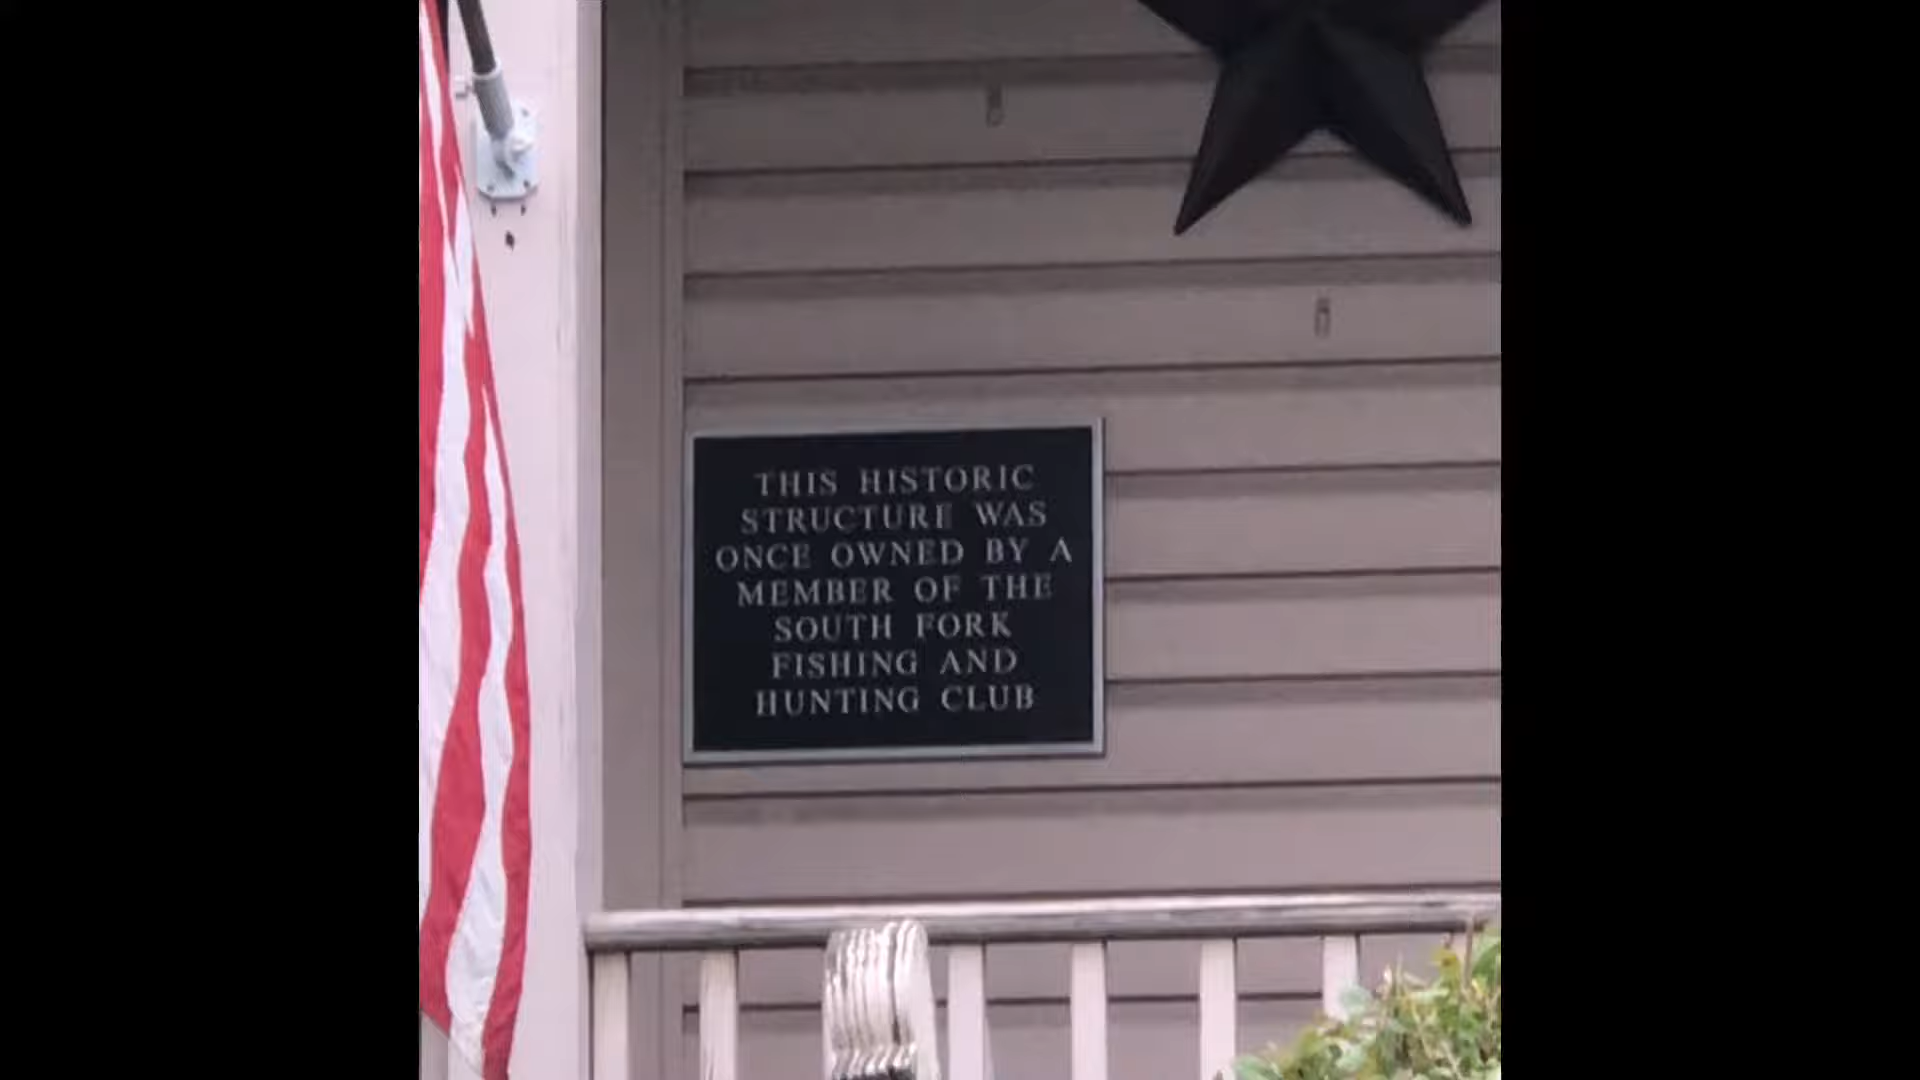 THIS HISTORIC
STRUCTURE WAS
ONCE OWNED BY A
MEMBER OF THE
SOUTH FORK
FISHING AND
HUNTING CLUB